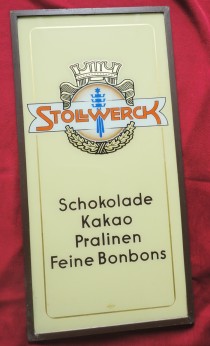 STOLLWERCK
Schokolade
Kakao
Pralinen
Feine Bonbons